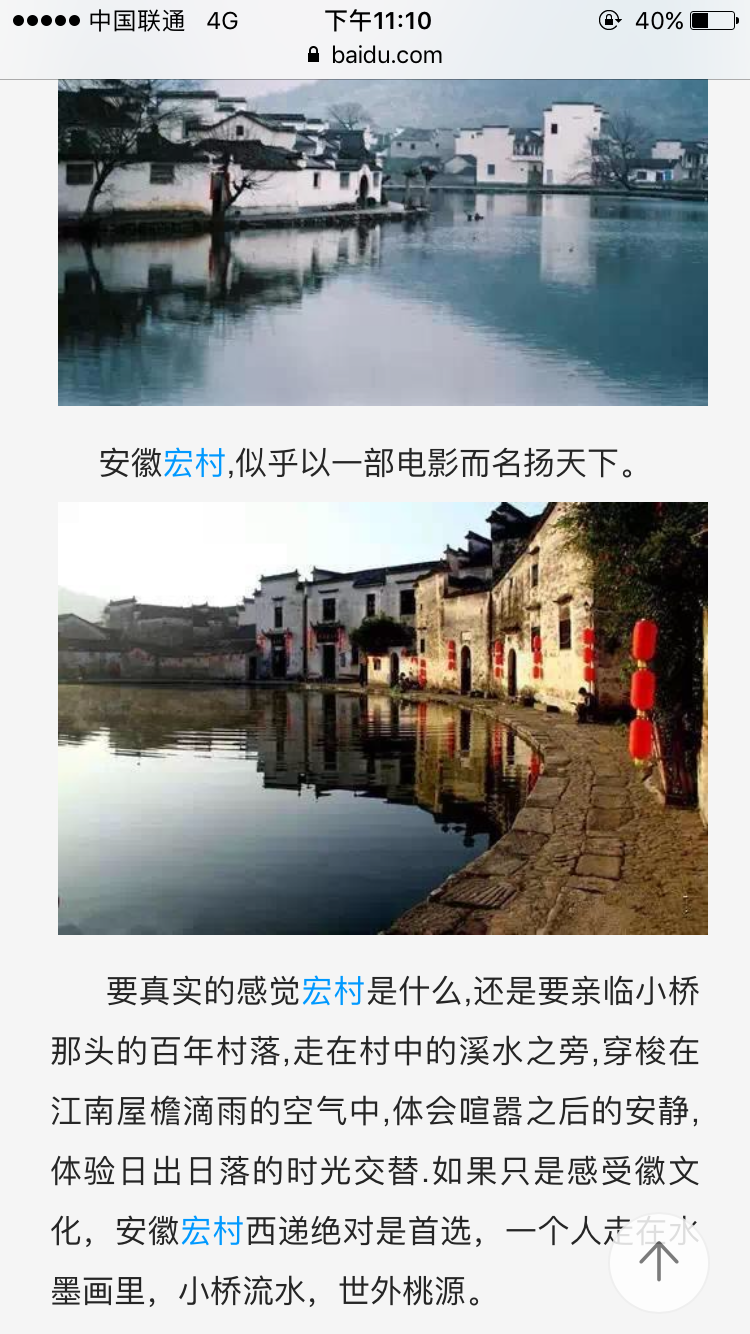 中国联通 4G 下午11:10 40%
baidu.com
安徽宏村,似乎以一部电影而名扬天下。
要真实的感觉宏村是什么,还是要亲临小桥
那头的百年村落,走在村中的溪水之旁,穿梭在
江南屋檐滴雨的空气中,体会喧嚣之后的安静,
体验日出日落的时光交替.如果只是感受徽文
化，安徽宏村西递绝对是首选，一个人走在水
墨画里，小桥流水，世外桃源。